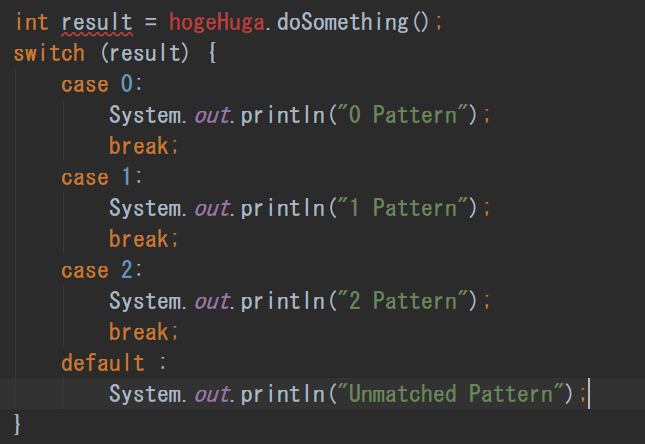 int result = hogeHuga.doSomething();
switch (result) {
    case 0:
        System.out.println("0 Pattern");
        break;
    case 1:
        System.out.println("1 Pattern");
        break;
    case 2:
        System.out.println("2 Pattern");
        break;
    default :
        System.out.println("Unmatched Pattern");
}